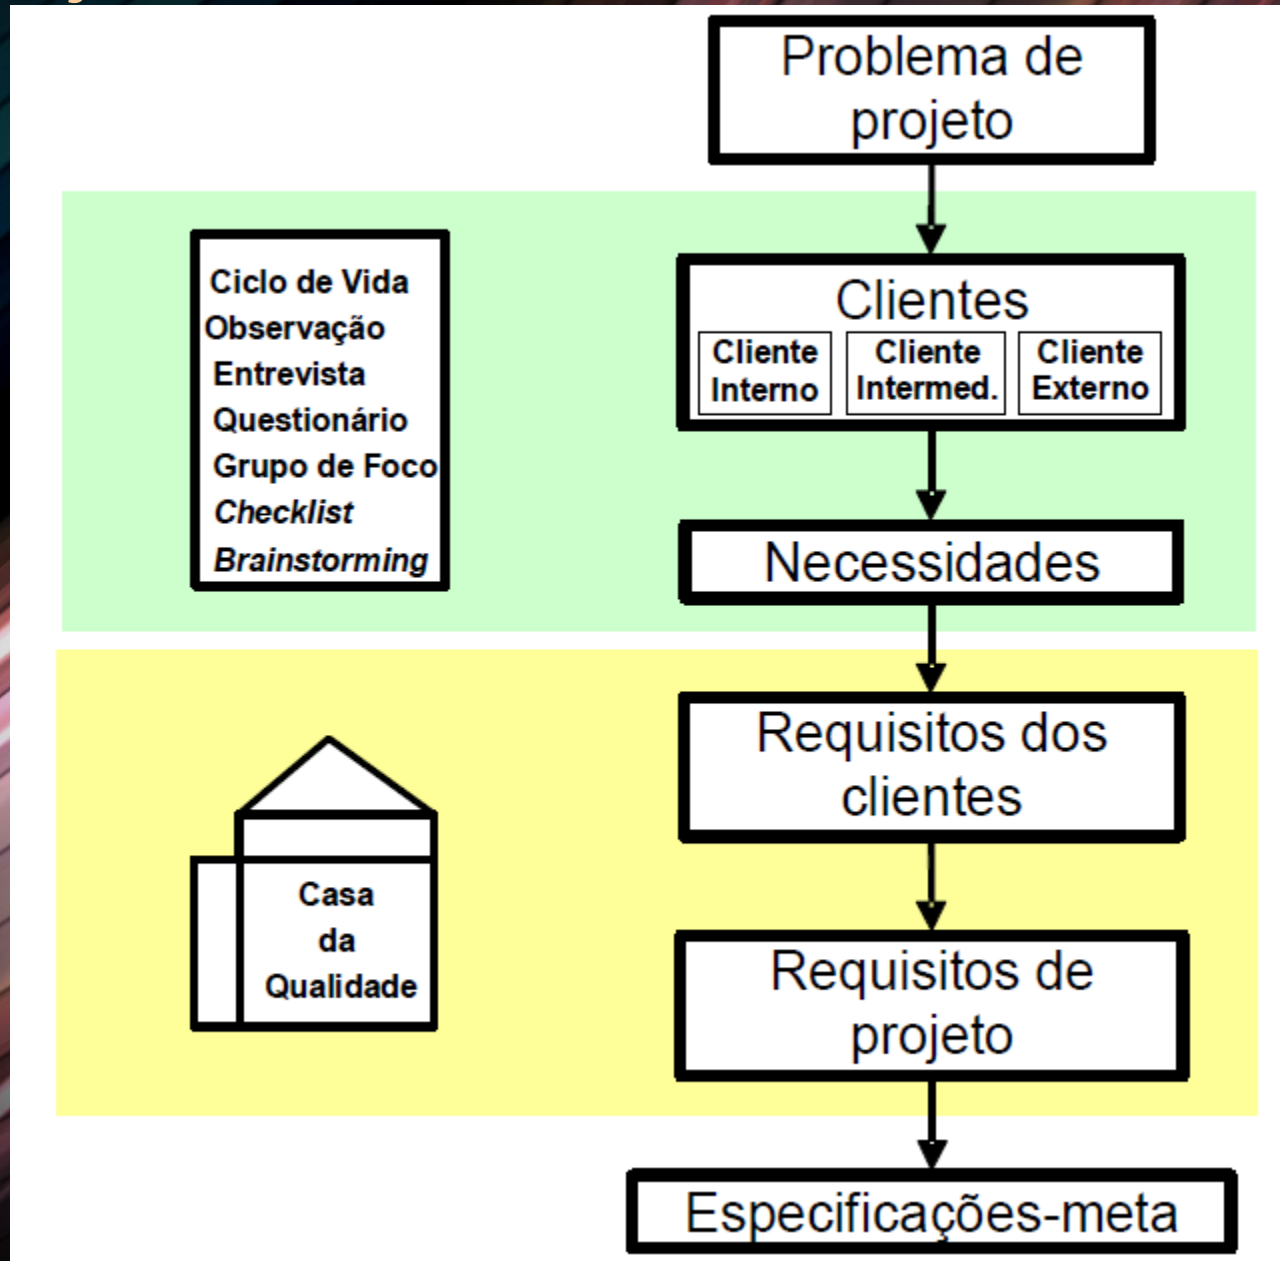 Problema de
projeto
Ciclo de Vida
Observação
Entrevista
Questionário
Grupo de Foco
Checklist
Brainstorming
Clientes
Cliente
Interno
Cliente
Intermed.
Cliente
Externo
Necessidades
Casa
da
Qualidade
Requisitos dos
clientes
Requisitos de
projeto
Especificações-meta